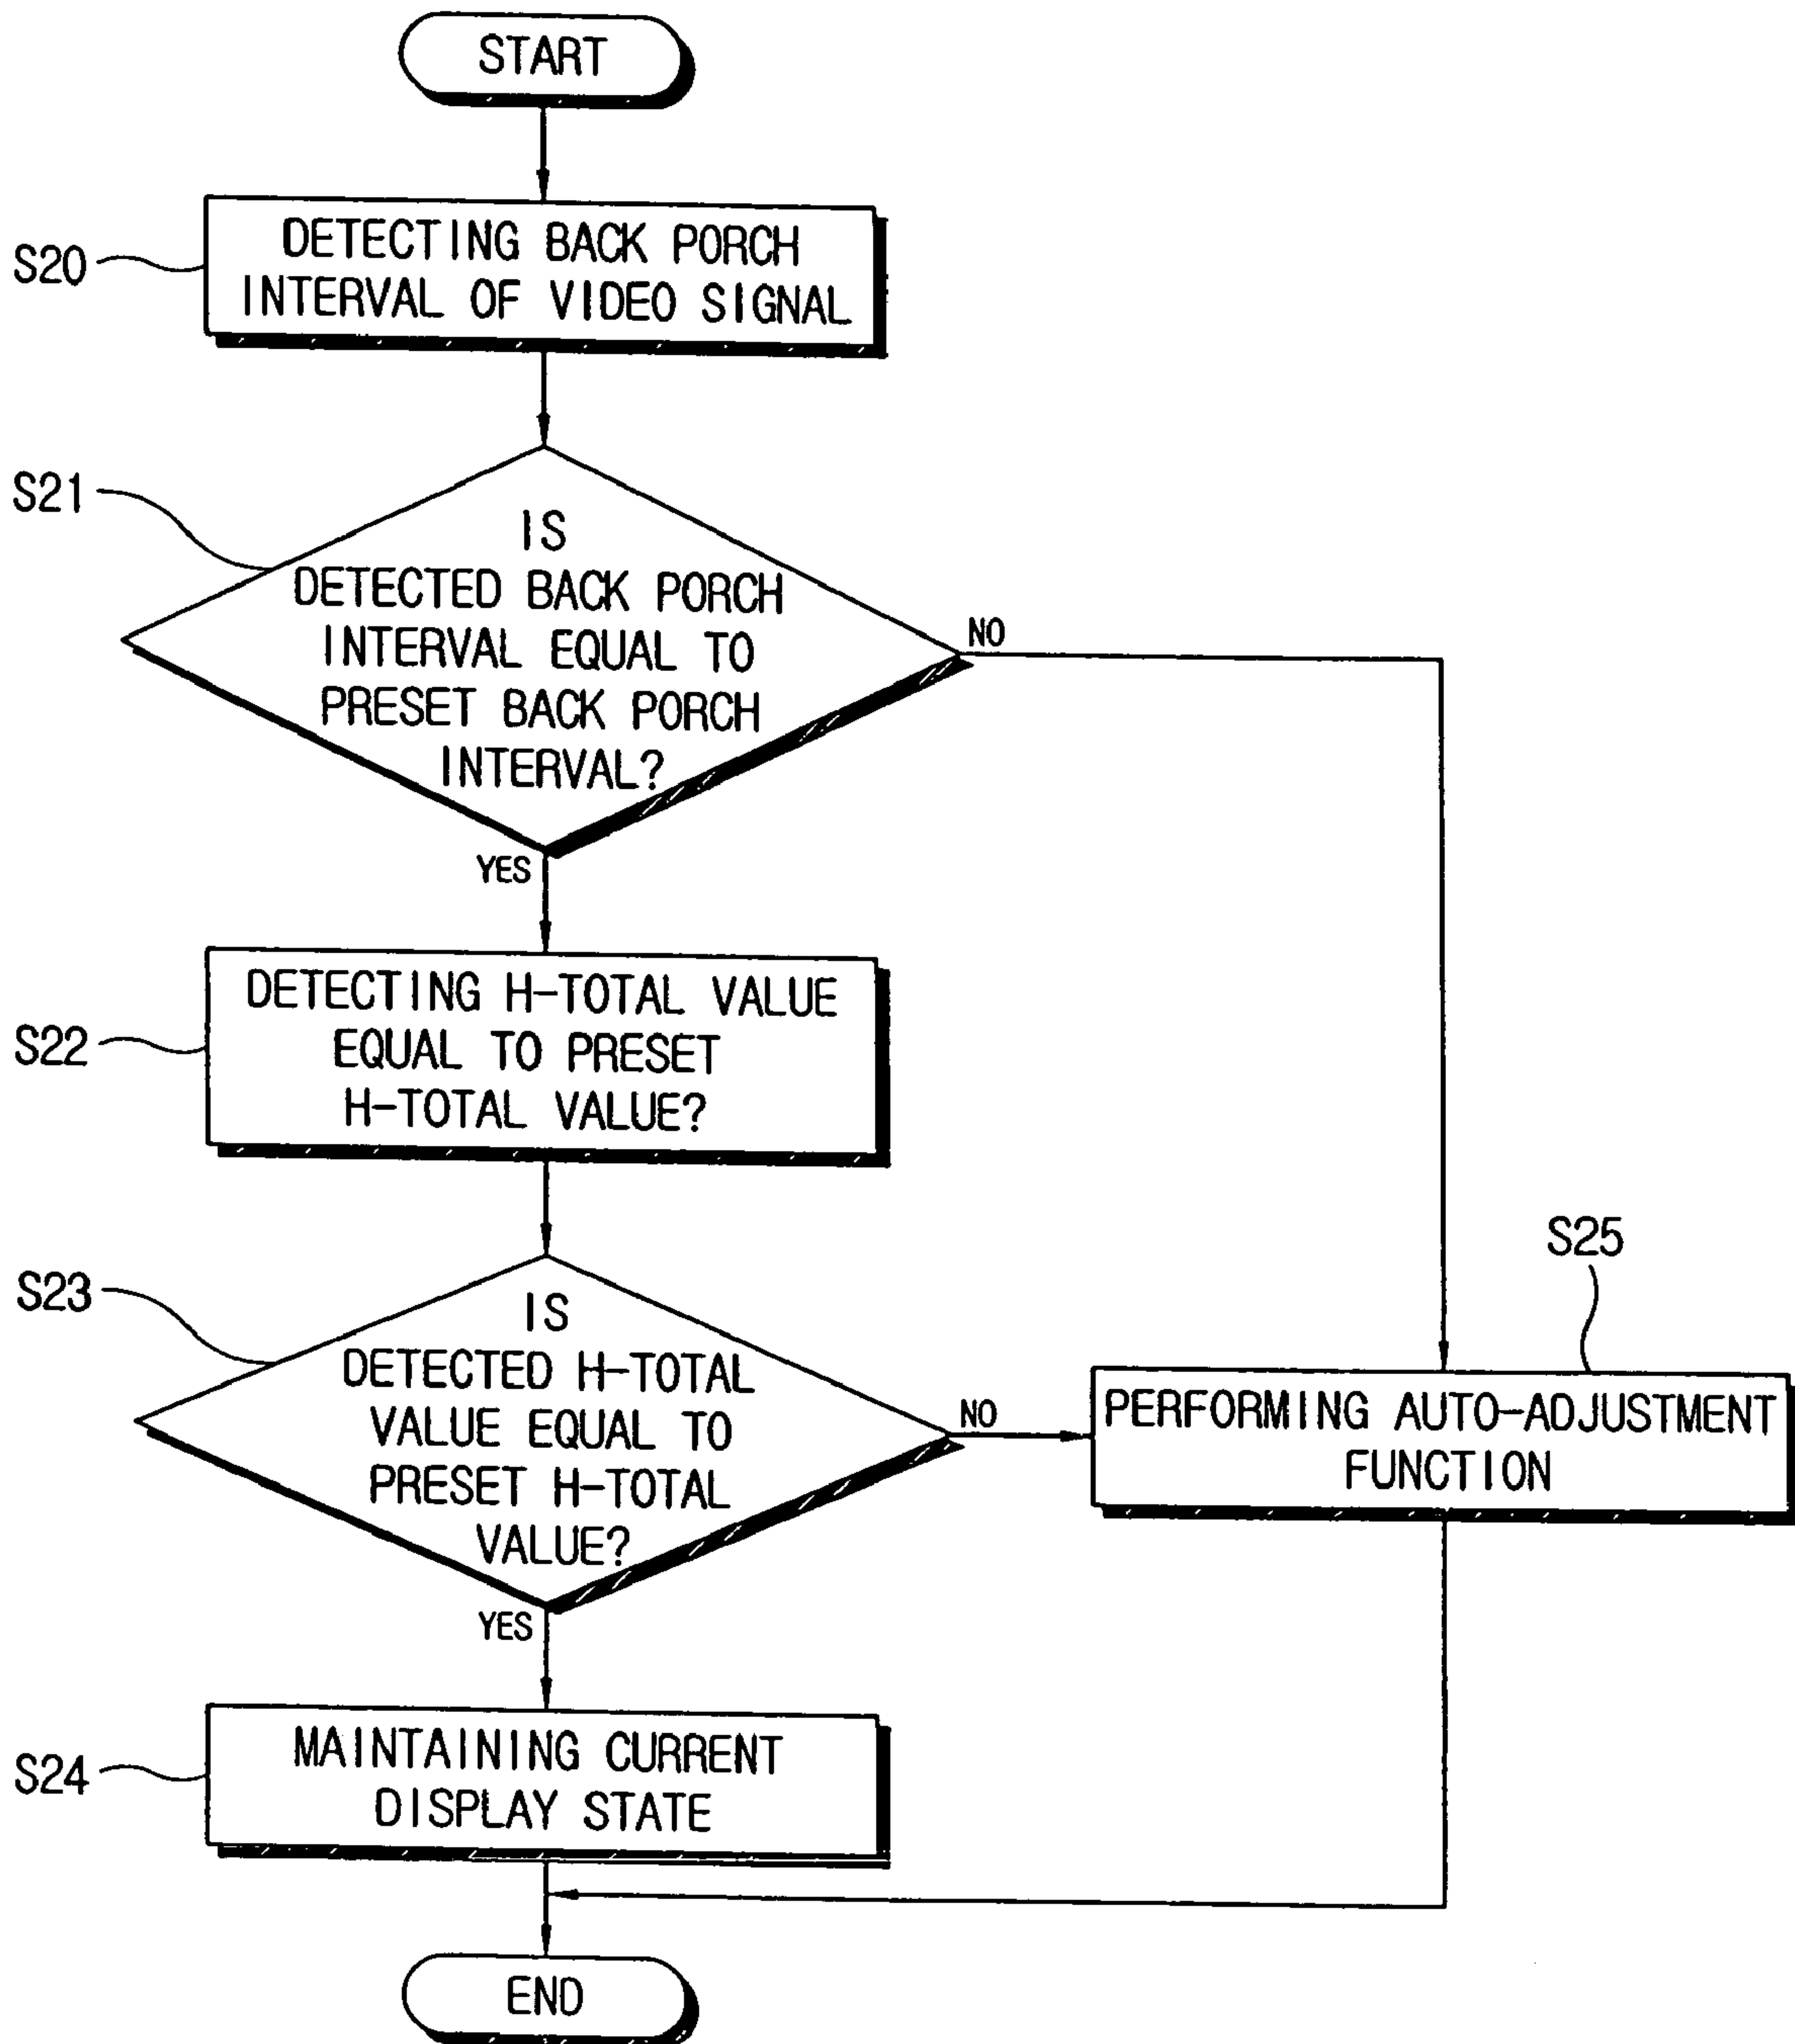 START
S20
DETECTING BACK PORCH
INTERVAL OF VIDEO SIGNAL
S21
IS
DETECTED BACK PORCH
INTERVAL EQUAL TO
PRESET BACK PORCH
INTERVAL?
NO
YES
S22
DETECTING H-TOTAL VALUE
EQUAL TO PRESET
H-TOTAL VALUE?
S23
IS
DETECTED H-TOTAL
VALUE EQUAL TO
PRESET H-TOTAL
VALUE?
NO
S25
PERFORMING AUTO-ADJUSTMENT
FUNCTION
YES
S24
MAINTAINING CURRENT
DISPLAY STATE
END